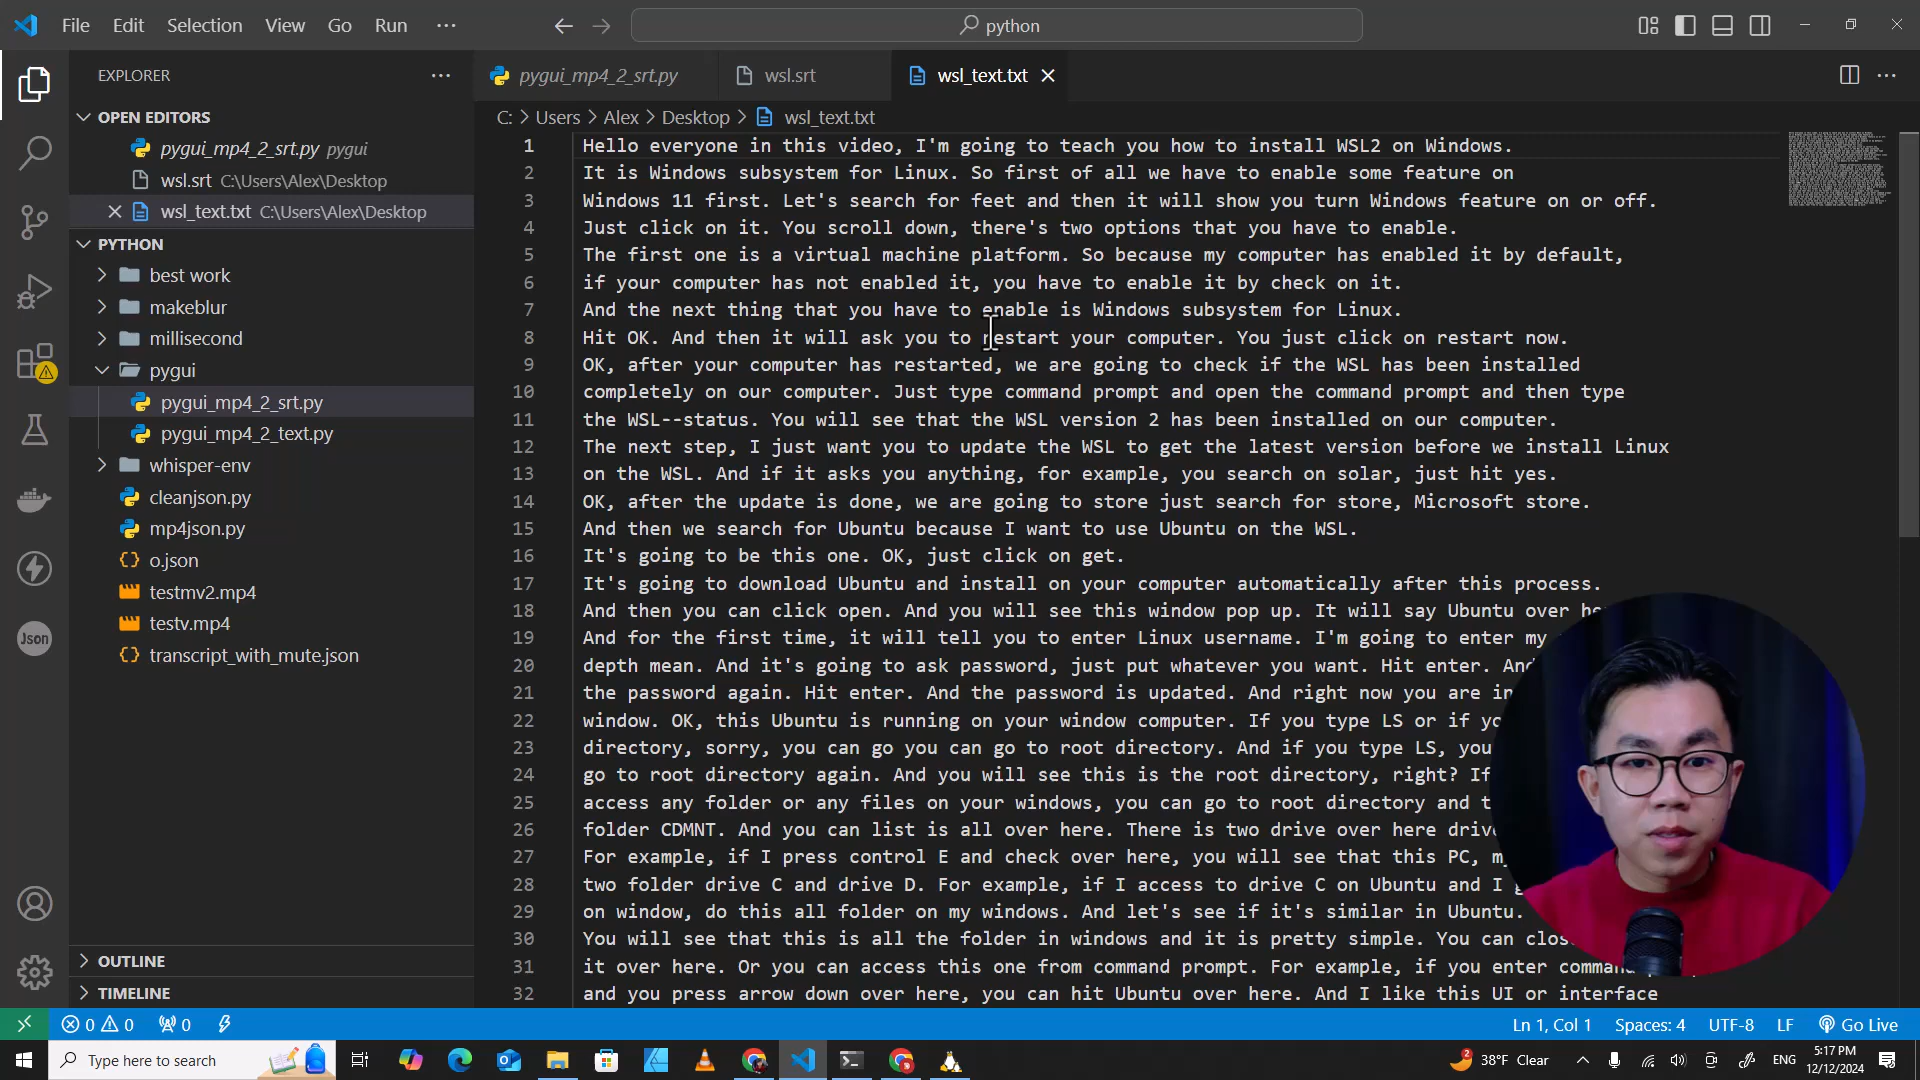 File Edit Selection View Go Run ···
python
EXPLORER
OPEN EDITORS
pygui_mp4_2_srt.py pygui
wsl.srt C:\Users\Alex\Desktop
wsl_text.txt C:\Users\Alex\Desktop
PYTHON
best work
makeblur
millisecond
pygui
pygui_mp4_2_srt.py
pygui_mp4_2_text.py
whisper-env
cleanjson.py
mp4json.py
o.json
testmv2.mp4
testv.mp4
transcript_with_mute.json
OUTLINE
TIMELINE
Json
pygui_mp4_2_srt.py wsl.srt wsl_text.txt
C: > Users > Alex > Desktop > wsl_text.txt
1 Hello everyone in this video, I'm going to teach you how to install WSL2 on Windows.
2 It is Windows subsystem for Linux. So first of all we have to enable some feature on
3 Windows 11 first. Let's search for feet and then it will show you turn Windows feature on or off.
4 Just click on it. You scroll down, there's two options that you have to enable.
5 The first one is a virtual machine platform. So because my computer has enabled it by default,
6 if your computer has not enabled it, you have to enable it by check on it.
7 And the next thing that you have to enable is Windows subsystem for Linux.
8 Hit OK. And then it will ask you to restart your computer. You just click on restart now.
9 OK, after your computer has restarted, we are going to check if the WSL has been installed
10 completely on our computer. Just type command prompt and open the command prompt and then type
11 the WSL--status. You will see that the WSL version 2 has been installed on our computer.
12 The next step, I just want you to update the WSL to get the latest version before we install Linux
13 on the WSL. And if it asks you anything, for example, you search on solar, just hit yes.
14 OK, after the update is done, we are going to store just search for store, Microsoft store.
15 And then we search for Ubuntu because I want to use Ubuntu on the WSL.
16 It's going to be this one. OK, just click on get.
17 It's going to download Ubuntu and install on your computer automatically after this process.
18 And then you can click open. And you will see this window pop up. It will say Ubuntu over
19 And for the first time, it will tell you to enter Linux username. I'm going to enter my
20 depth mean. And it's going to ask password, just put whatever you want. Hit enter.
21 the password again. Hit enter. And the password is updated. And right now you are
22 window. OK, this Ubuntu is running on your window computer. If you type LS or if
23 directory, sorry, you can go you can go to root directory. And if you type LS,
24 go to root directory again. And you will see this is the root directory, right? If
25 access any folder or any files on your windows, you can go to root directory and
26 folder CDMNT. And you can list is all over here. There is two drive over here
27 For example, if I press control E and check over here, you will see that this PC,
28 two folder drive C and drive D. For example, if I access to drive C on Ubuntu and I
29 on window, do this all folder on my windows. And let's see if it's similar in Ubuntu.
30 You will see that this is all the folder in windows and it is pretty simple. You can
31 it over here. Or you can access this one from command prompt. For example, if you enter
32 and you press arrow down over here, you can hit Ubuntu over here. And I like this UI or interface
0 0 0 Ln 1, Col 1 Spaces: 4 UTF-8 LF Go Live
Type here to search 2 38°F Clear ENG 5:17 PM
12/12/2024